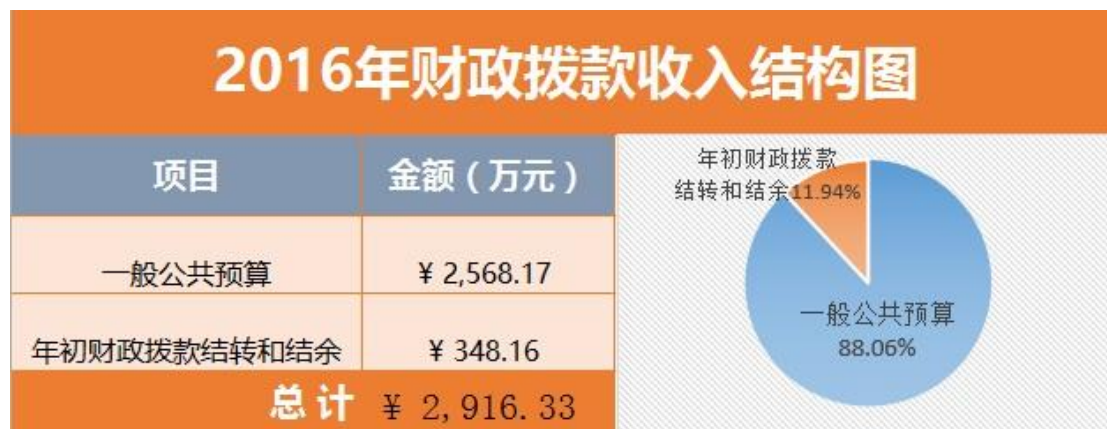 2016年财政拨款收入结构图
项目 金额（万元）
一般公共预算 ¥ 2,568.17
年初财政拨款结转和结余 ¥ 348.16
总 计 ¥ 2,916.33
年初财政拨款
结转和结余11.94%
一般公共预算
88.06%